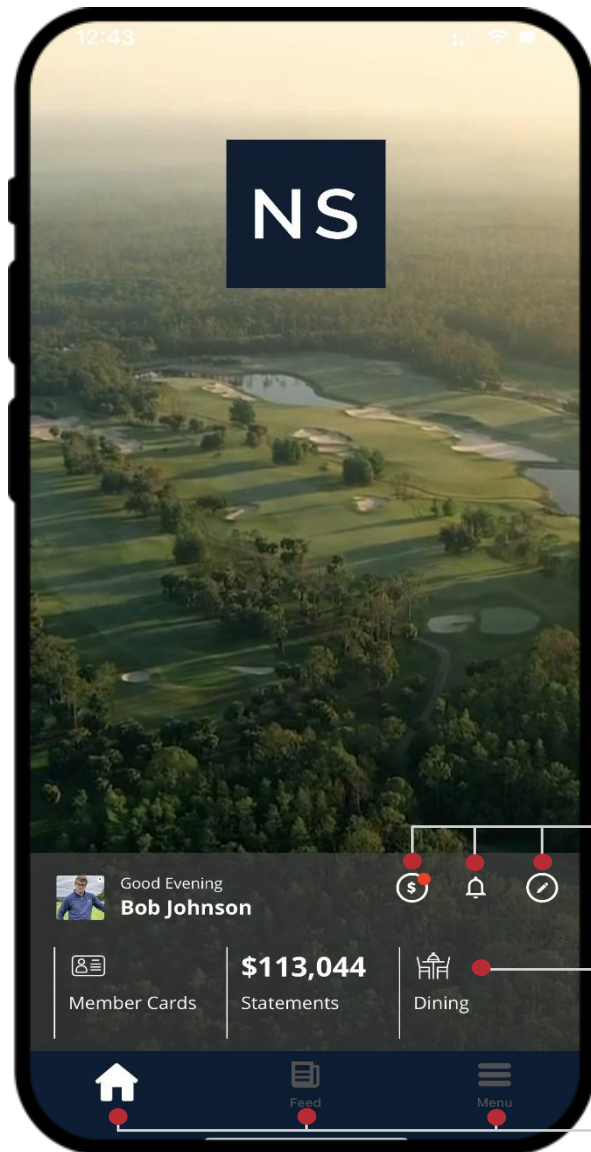 12:43
NS
Good Evening
Bob Johnson
$
Member Cards
$113,044
Statements
Dining
Feed
Menu